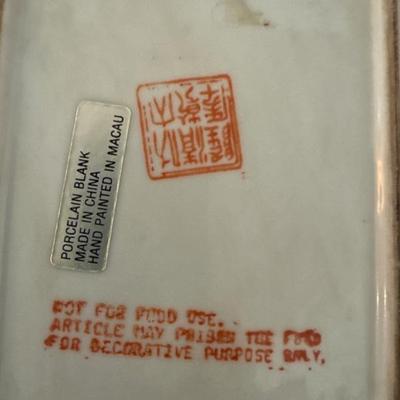 PORCELAIN BLANK
MADE IN CHINA
HAND PAINTED IN MACAU
NOT FOR FOOD USE.
ARTICLE MAY POISON THE FOOD
FOR DECORATIVE PURPOSE ONLY.